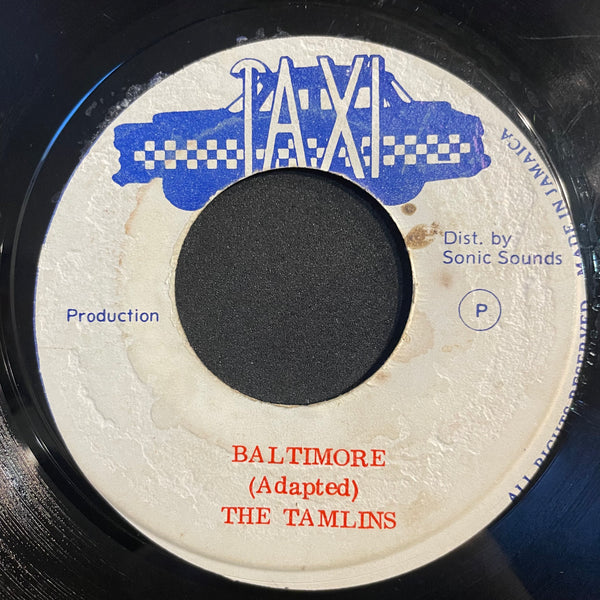 TAXI
Dist. by
Sonic Sounds
Production
P
BALTIMORE
(Adapted)
THE TAMLINS
ALL RIGHTS RESERVED MADE IN JAMAICA